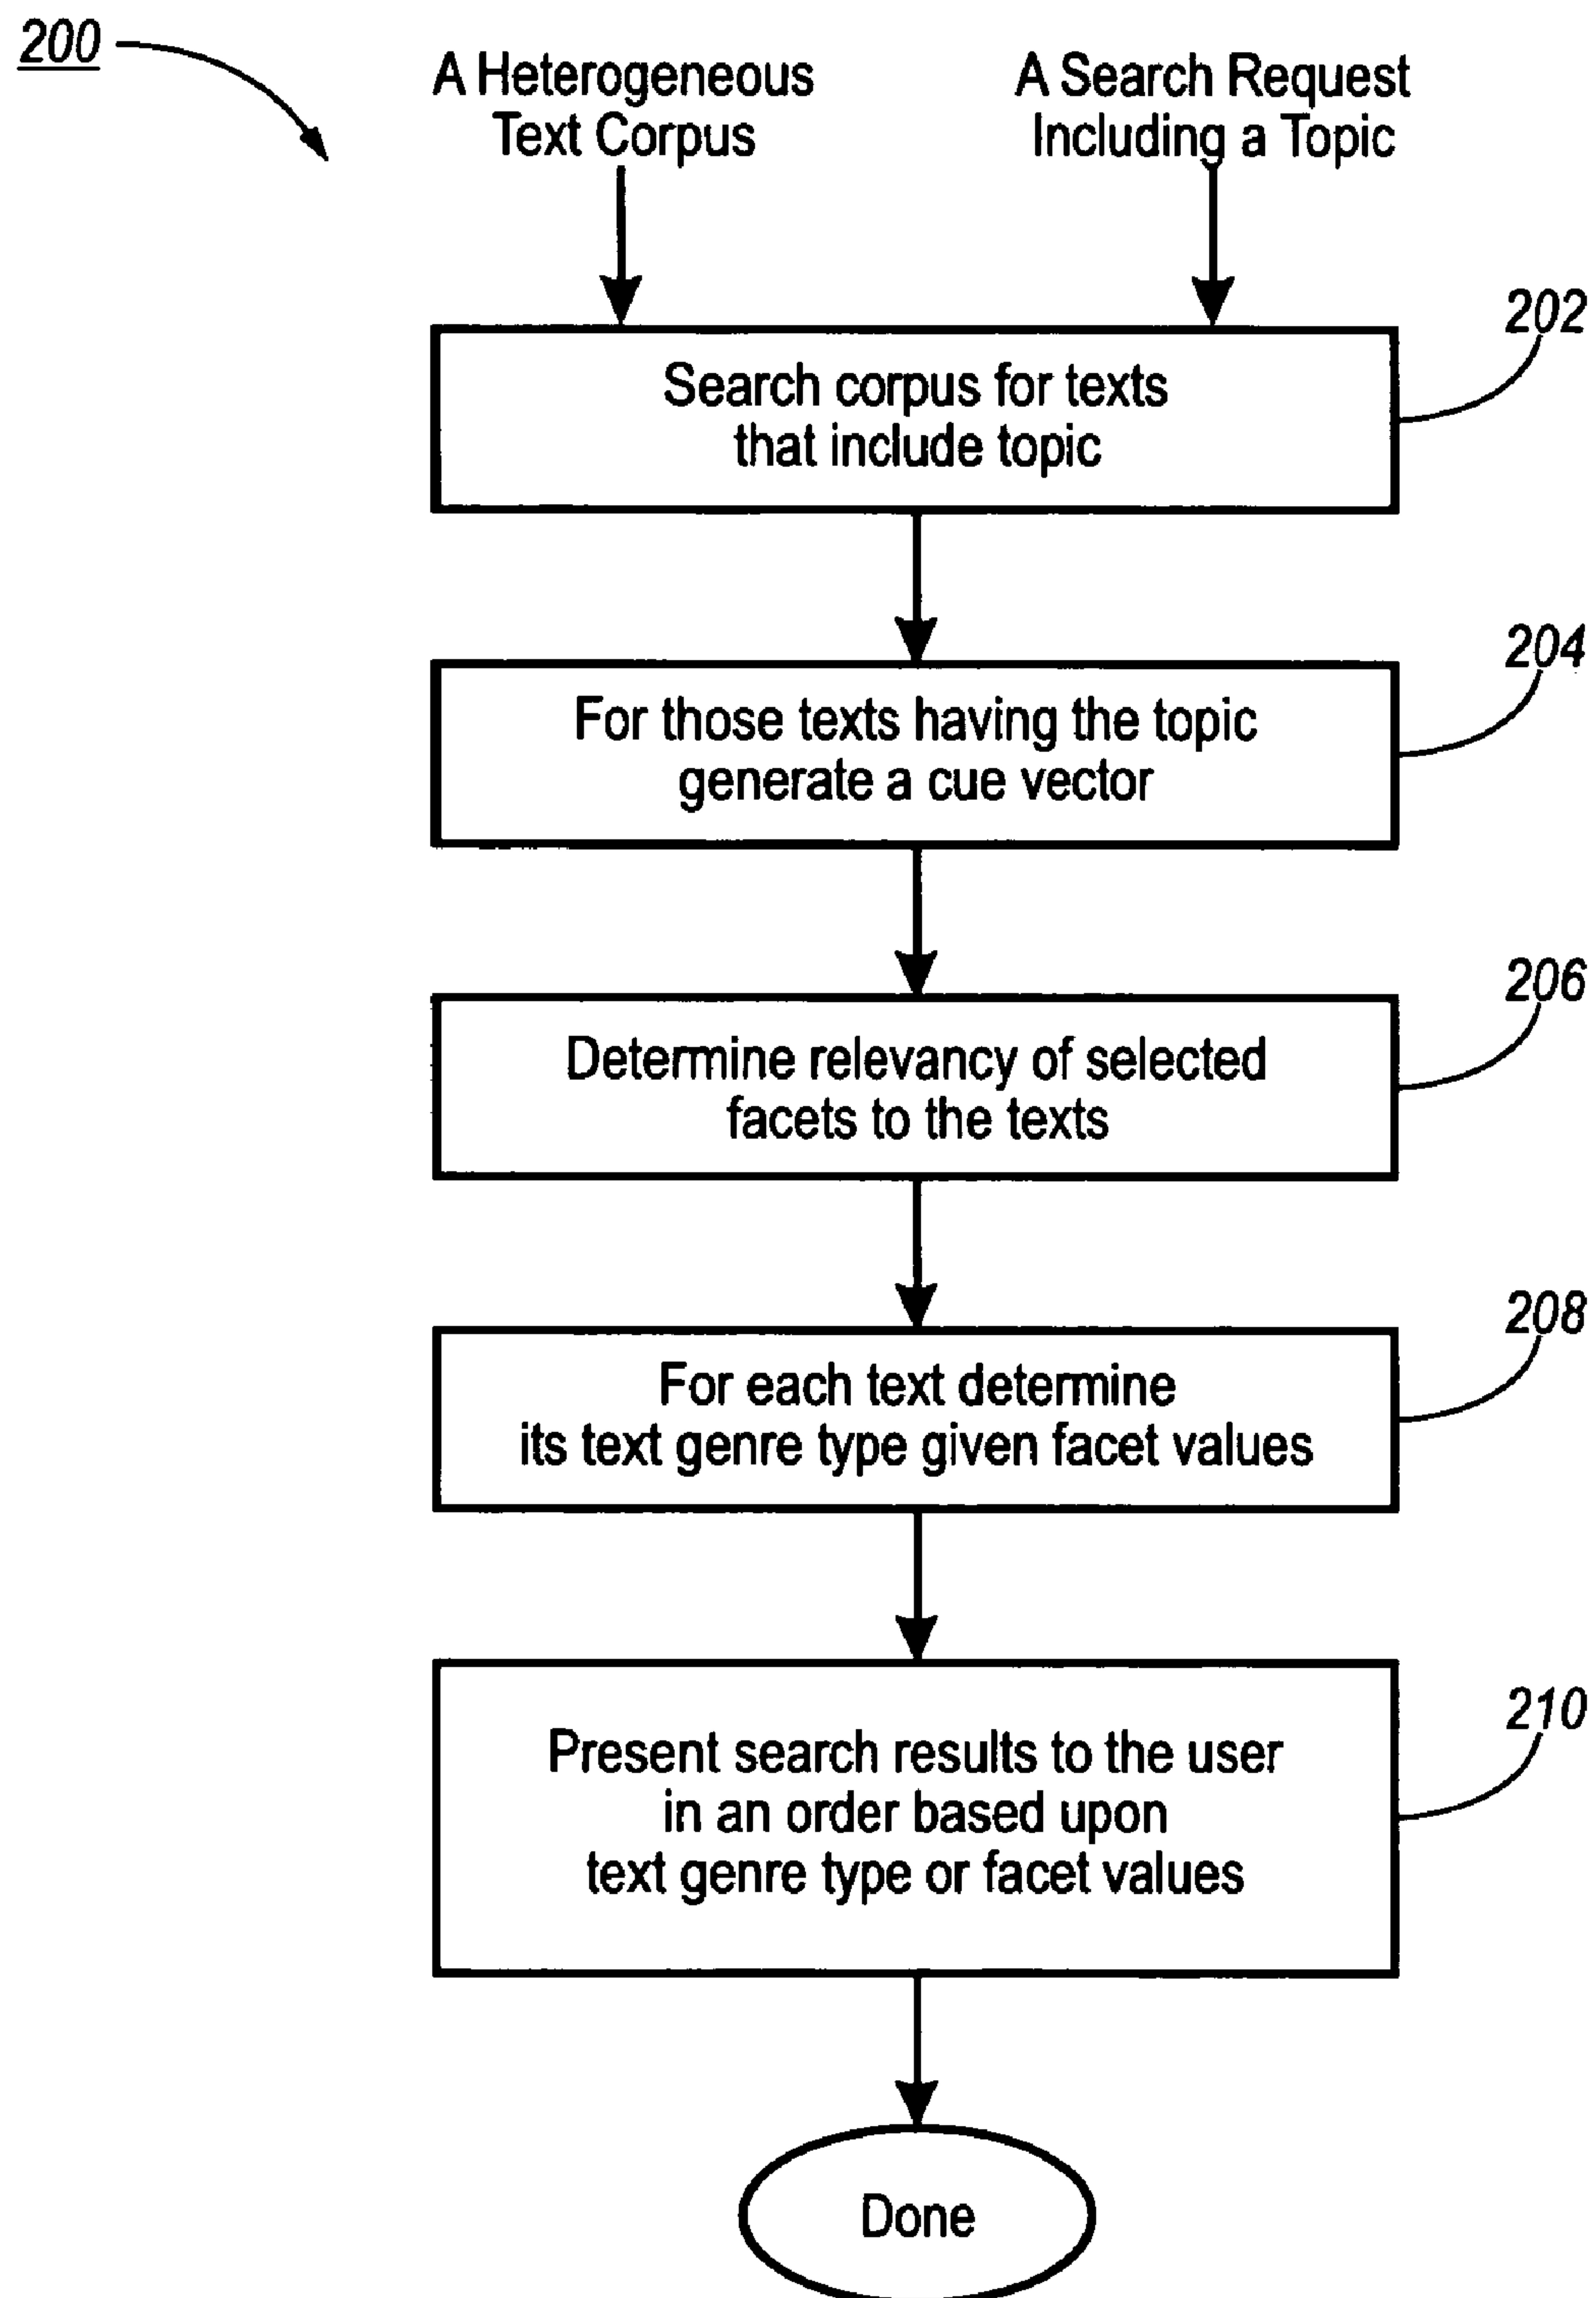 200
A Heterogeneous
Text Corpus
A Search Request
Including a Topic
202
Search corpus for texts
that include topic
204
For those texts having the topic
generate a cue vector
206
Determine relevancy of selected
facets to the texts
208
For each text determine
its text genre type given facet values
210
Present search results to the user
in an order based upon
text genre type or facet values
Done